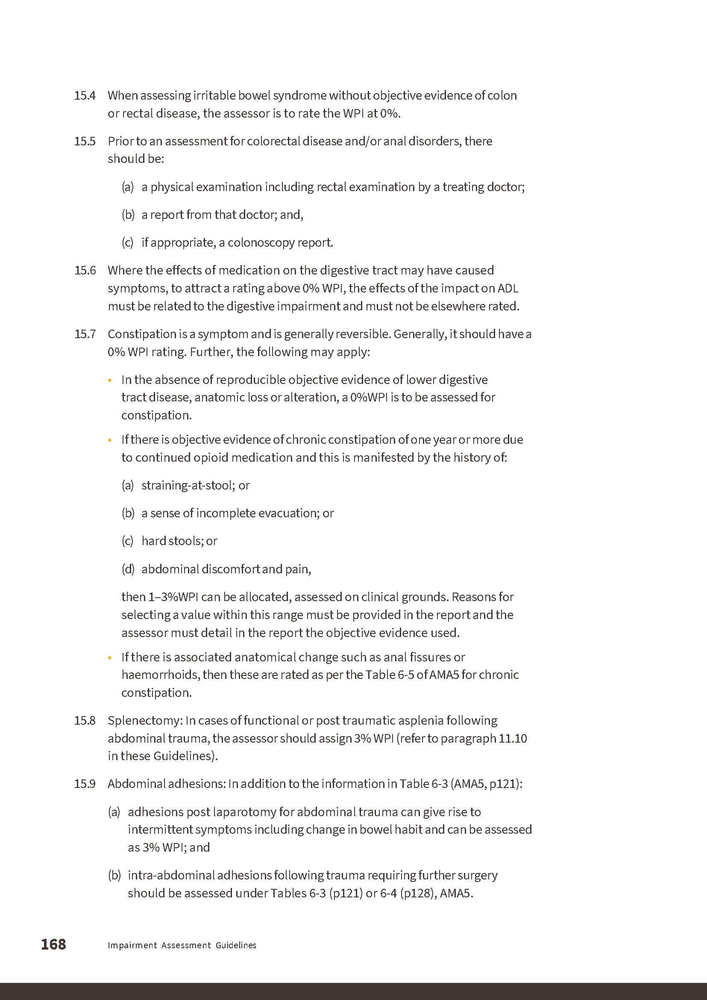 15.4 When assessing irritable bowel syndrome without objective evidence of colon
or rectal disease, the assessor is to rate the WPI at 0%.
15.5 Prior to an assessment for colorectal disease and/or anal disorders, there
should be:
(a) a physical examination including rectal examination by a treating doctor;
(b) a report from that doctor; and,
(c) if appropriate, a colonoscopy report.
15.6 Where the effects of medication on the digestive tract may have caused
symptoms, to attract a rating above 0% WPI, the effects of the impact on ADL
must be related to the digestive impairment and must not be elsewhere rated.
15.7 Constipation is a symptom and is generally reversible. Generally, it should have a
0% WPI rating. Further, the following may apply:
• In the absence of reproducible objective evidence of lower digestive
tract disease, anatomic loss or alteration, a 0%WPI is to be assessed for
constipation.
• If there is objective evidence of chronic constipation of one year or more due
to continued opioid medication and this is manifested by the history of:
(a) straining-at-stool; or
(b) a sense of incomplete evacuation; or
(c) hard stools; or
(d) abdominal discomfort and pain,
then 1–3%WPI can be allocated, assessed on clinical grounds. Reasons for
selecting a value within this range must be provided in the report and the
assessor must detail in the report the objective evidence used.
• If there is associated anatomical change such as anal fissures or
haemorrhoids, then these are rated as per the Table 6-5 of AMA5 for chronic
constipation.
15.8 Splenectomy: In cases of functional or post traumatic asplenia following
abdominal trauma, the assessor should assign 3% WPI (refer to paragraph 11.10
in these Guidelines).
15.9 Abdominal adhesions: In addition to the information in Table 6-3 (AMA5, p121):
(a) adhesions post laparotomy for abdominal trauma can give rise to
intermittent symptoms including change in bowel habit and can be assessed
as 3% WPI; and
(b) intra-abdominal adhesions following trauma requiring further surgery
should be assessed under Tables 6-3 (p121) or 6-4 (p128), AMA5.
168 Impairment Assessment Guidelines